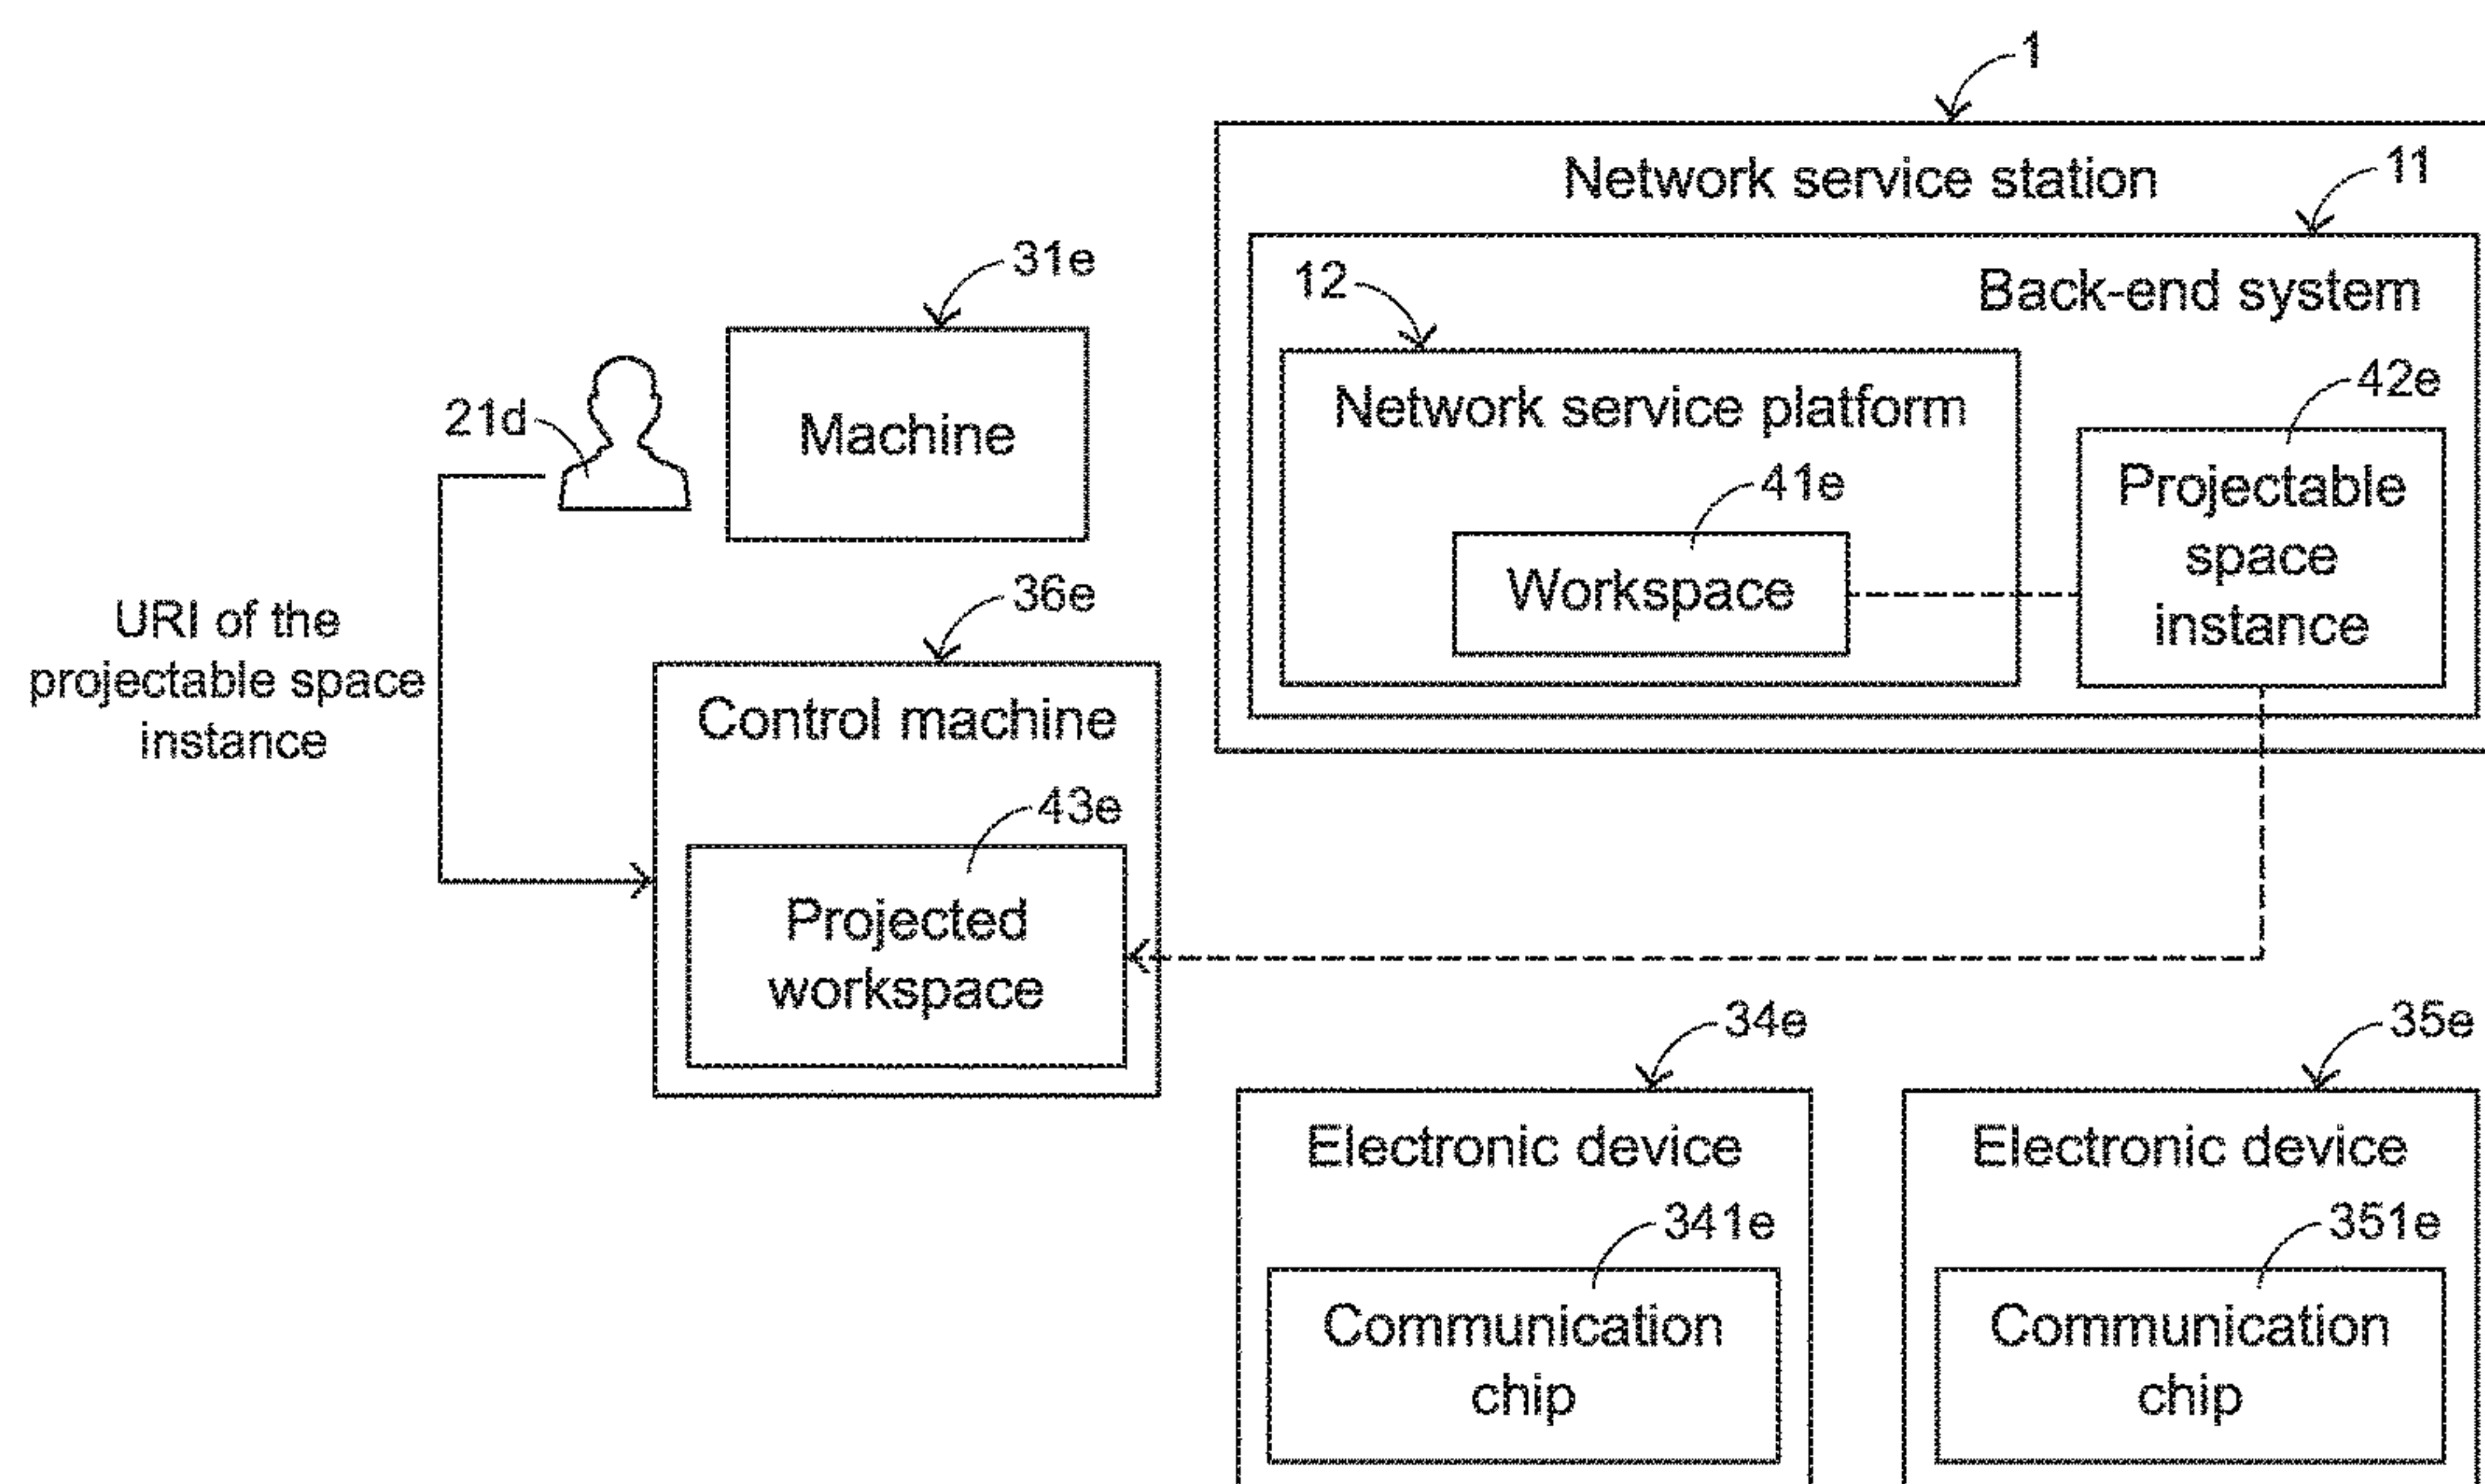 1
Network service station
11
31e
12
Back-end system
42e
21d
Machine
Network service platform
41e
Projectable
space
instance
Workspace
36e
URI of the
projectable space
instance
Control machine
43e
Projected
workspace
34e
35e
Electronic device
Electronic device
341e
351e
Communication
chip
Communication
chip